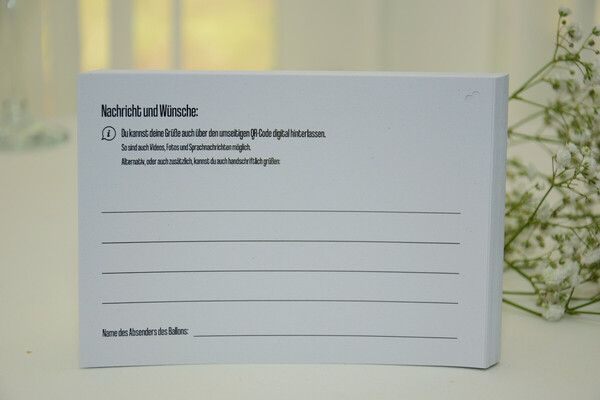 Nachricht und Wünsche:
Du kannst deine Grüße auch über den umseitigen QR-Code digital hinterlassen.
So sind auch Videos, Fotos und Sprachnachrichten möglich.
Alternativ, oder auch zusätzlich, kannst du auch handschriftlich grüßen:
Name des Absenders des Ballons: